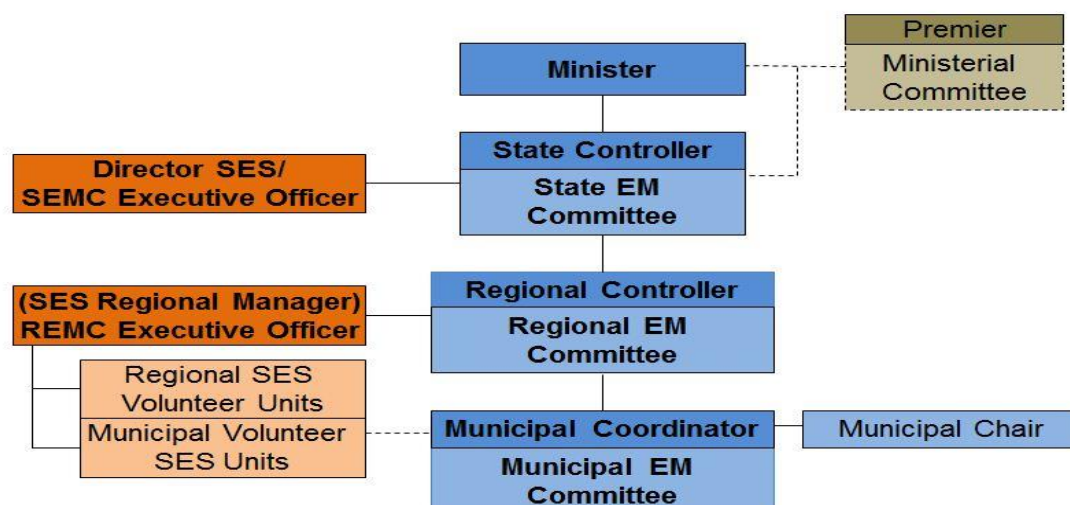 Premier
Ministerial
Committee
Minister
State Controller
State EM
Committee
Director SES/
SEMC Executive Officer
Regional Controller
Regional EM
Committee
(SES Regional Manager)
REMC Executive Officer
Regional SES
Volunteer Units
Municipal Volunteer
SES Units
Municipal Coordinator
Municipal EM
Committee
Municipal Chair